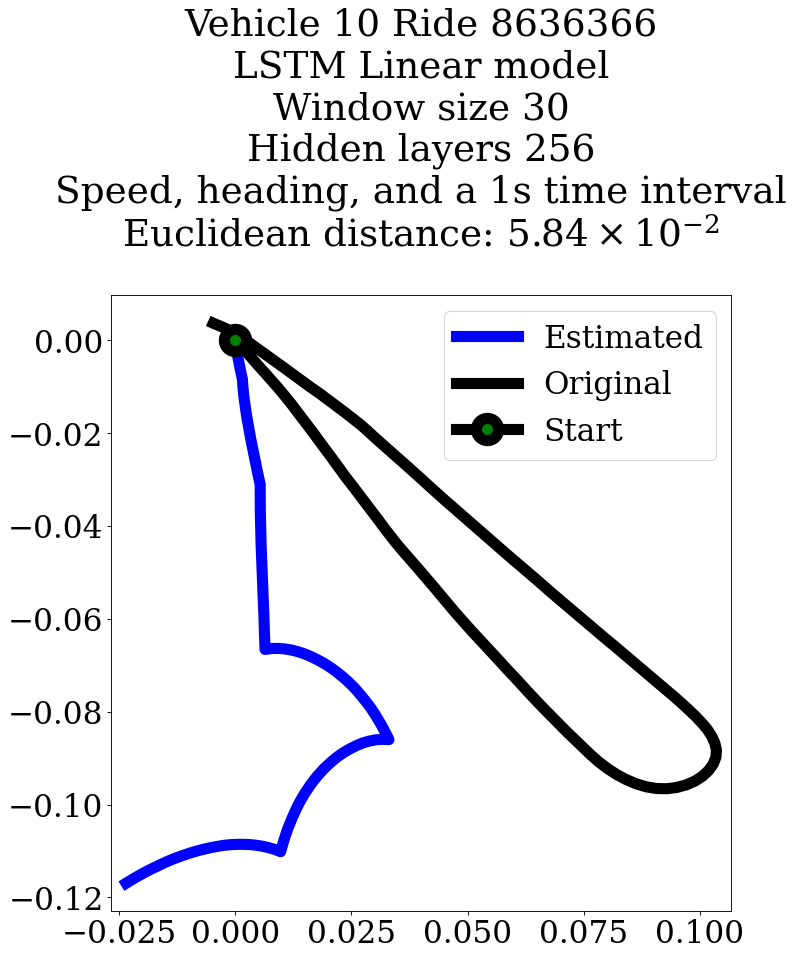 Vehicle 10 Ride 8636366
LSTM Linear model
Window size 30
Hidden layers 256
Speed, heading, and a 1s time interval
Euclidean distance: 5.84 × 10⁻²
Estimated
Original
Start
0.00
−0.02
−0.04
−0.06
−0.08
−0.10
−0.12
−0.025 0.000 0.025 0.050 0.075 0.100